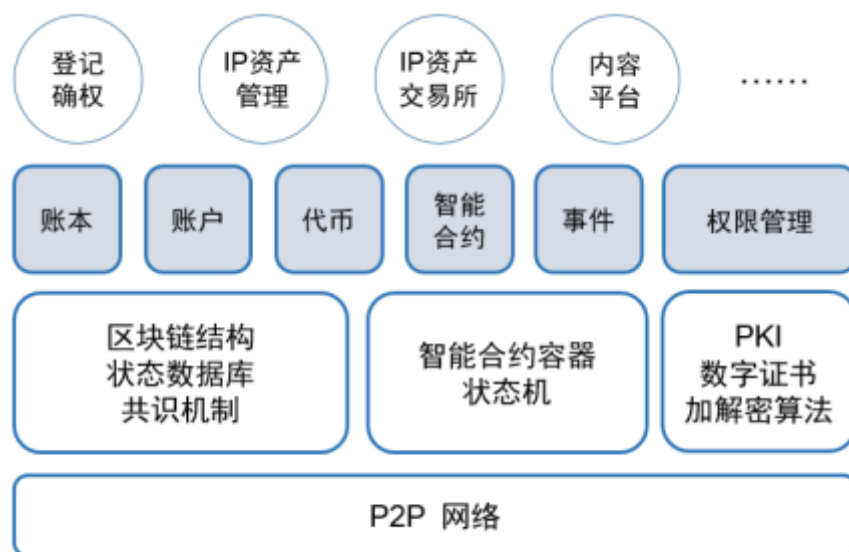 登记
确权
IP资产
管理
IP资产
交易所
内容
平台
······
账本
账户
代币
智能
合约
事件
权限管理
区块链结构
状态数据库
共识机制
智能合约容器
状态机
PKI
数字证书
加解密算法
P2P 网络